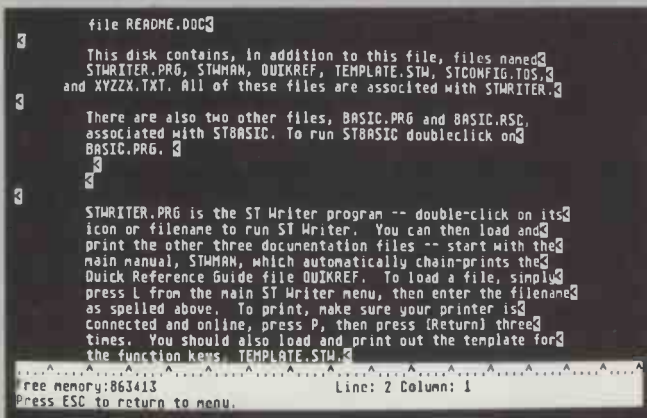 file README.DOC
This disk contains, in addition to this file, files named
STWRITER.PRG, STWMAN, QUIKREF, TEMPLATE.STW, STCONFIG.TOS,
and XYZZX.TXT. All of these files are associted with STWRITER.
There are also two other files, BASIC.PRG and BASIC.RSC,
associated with STBASIC. To run STBASIC doubleclick on
BASIC.PRG.
STWRITER.PRG is the ST Writer program -- double-click on its
icon or filename to run ST Writer. You can then load and
print the other three documentation files -- start with the
main manual, STWMAN, which automatically chain-prints the
Quick Reference Guide file QUIKREF. To load a file, simply
press L from the main ST Writer menu, then enter the filename
as spelled above. To print, make sure your printer is
connected and online, press P, then press [Return] three
times. You should also load and print out the template for
the function keys, TEMPLATE.STW.
Free memory:863413 Line: 2 Column: 1
Press ESC to return to menu.